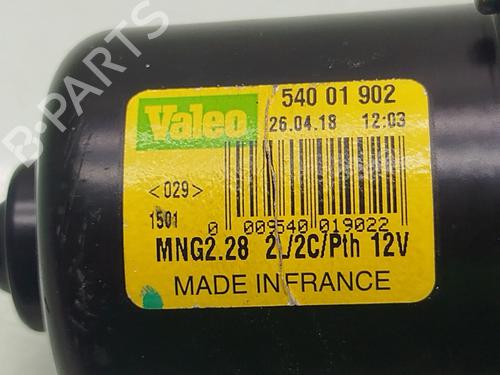 B-PARTS
Valeo
54 01 902
26.04.18 12:03
<029>
1501
0 009540 019022
MNG2.28 2L/2C/Pth 12V
MADE IN FRANCE